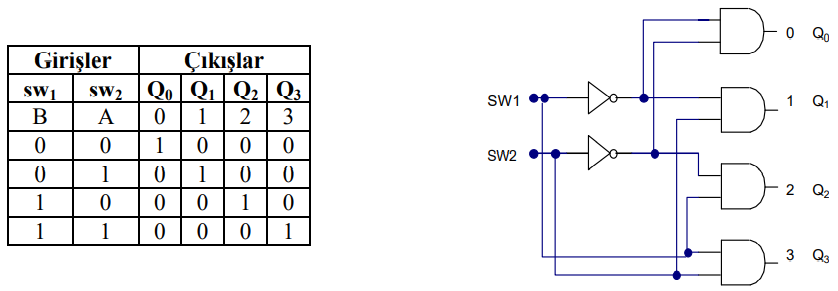 Girişler Çıkışlar
sw₁ sw₂ Q₀ Q₁ Q₂ Q₃
B A 0 1 2 3
0 0 1 0 0 0
0 1 0 1 0 0
1 0 0 0 1 0
1 1 0 0 0 1
0 Q₀
SW1
1 Q₁
SW2
2 Q₂
3 Q₃